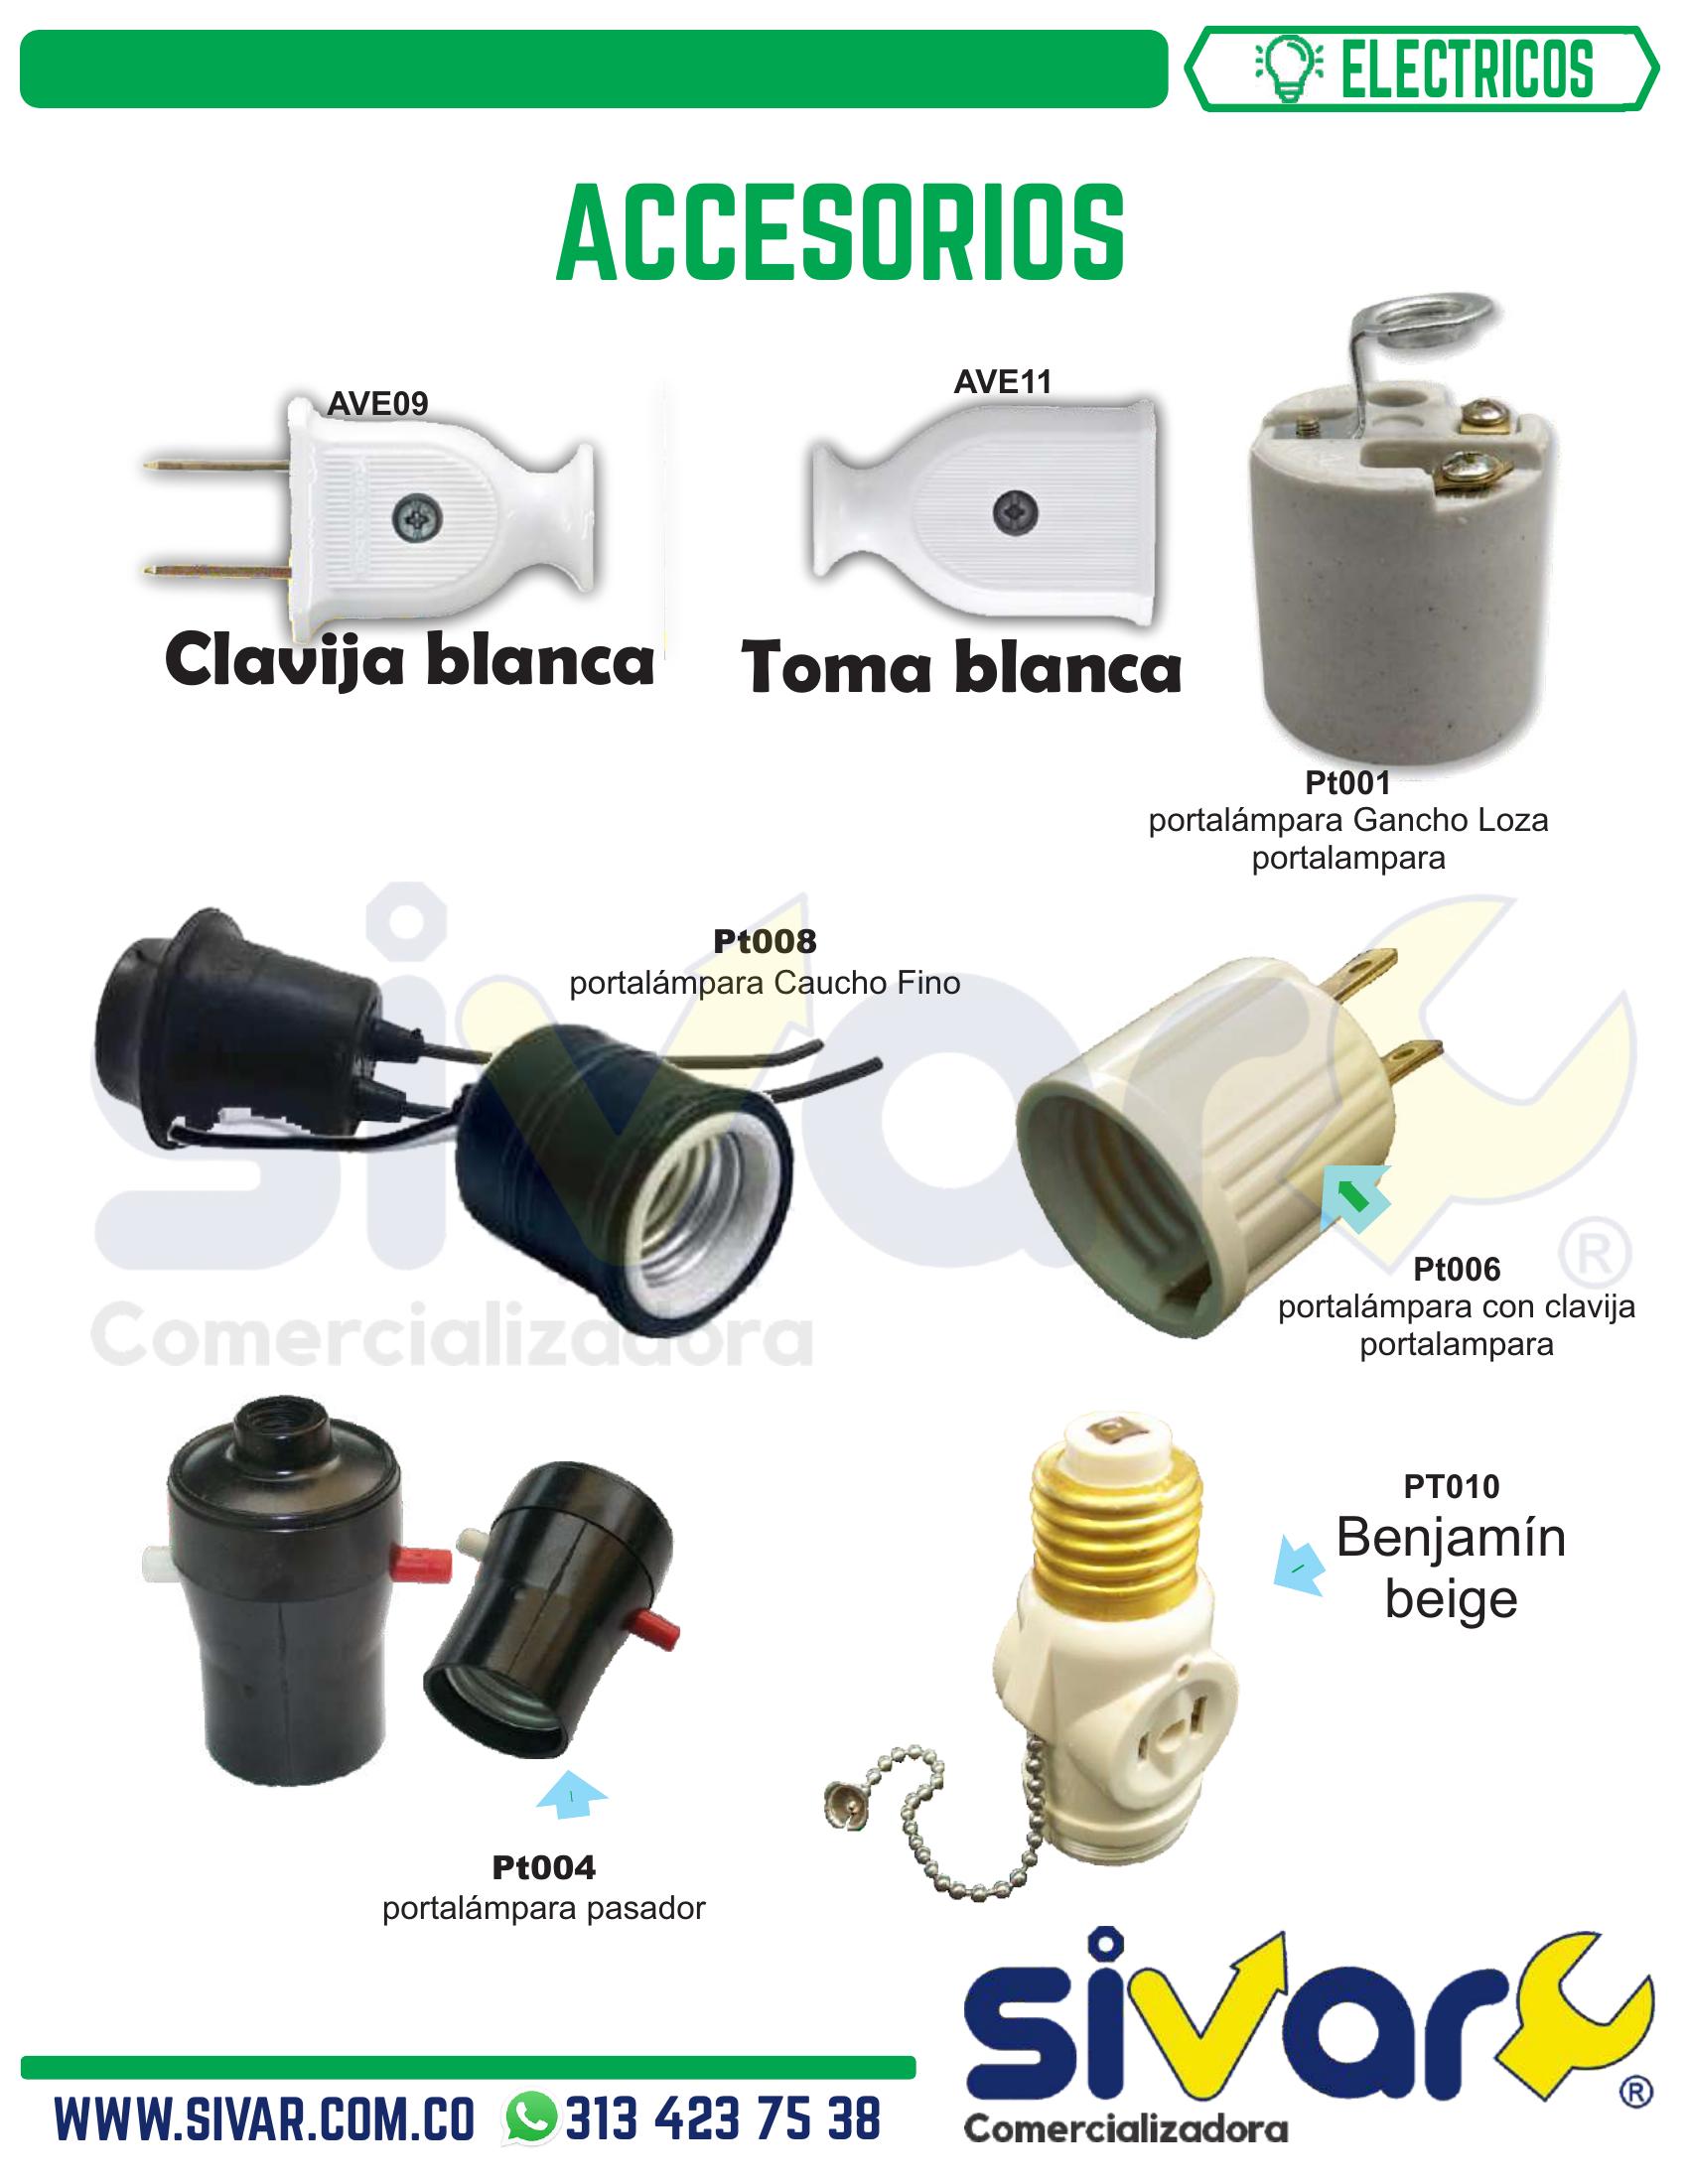 ELECTRICOS
ACCESORIOS
AVE09
Clavija blanca
AVE11
Toma blanca
Pt001
portalámpara Gancho Loza
portalampara
Pt008
portalámpara Caucho Fino
sivar
®
Comercializadora
Pt006
portalámpara con clavija
portalampara
Pt004
portalámpara pasador
PT010
Benjamín
beige
WWW.SIVAR.COM.CO
313 423 75 38
sivar
®
Comercializadora